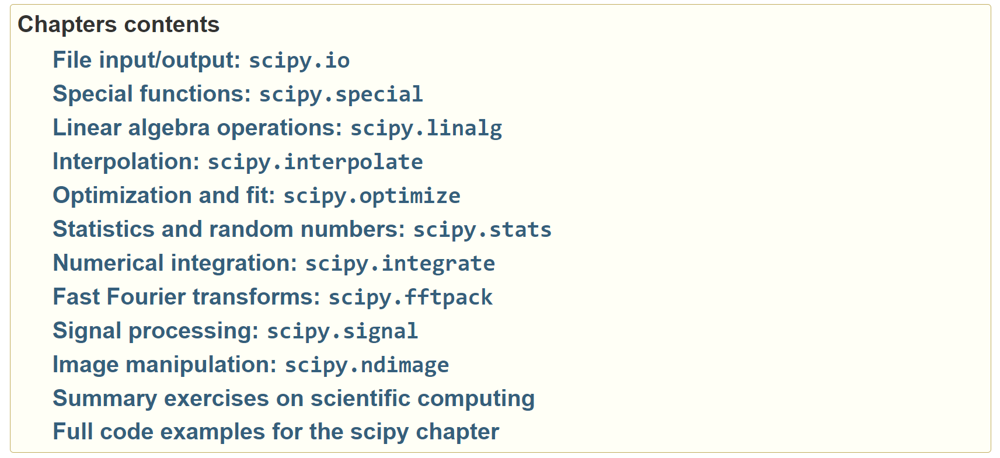 Chapters contents
File input/output: scipy.io
Special functions: scipy.special
Linear algebra operations: scipy.linalg
Interpolation: scipy.interpolate
Optimization and fit: scipy.optimize
Statistics and random numbers: scipy.stats
Numerical integration: scipy.integrate
Fast Fourier transforms: scipy.fftpack
Signal processing: scipy.signal
Image manipulation: scipy.ndimage
Summary exercises on scientific computing
Full code examples for the scipy chapter